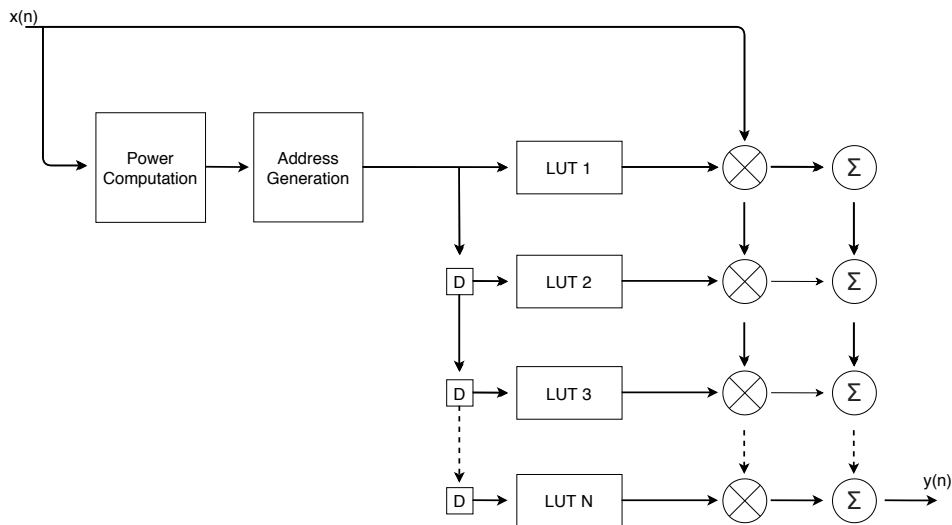 x(n)
Power
Computation
Address
Generation
LUT 1
Σ
D
LUT 2
Σ
D
LUT 3
Σ
D
LUT N
Σ
y(n)